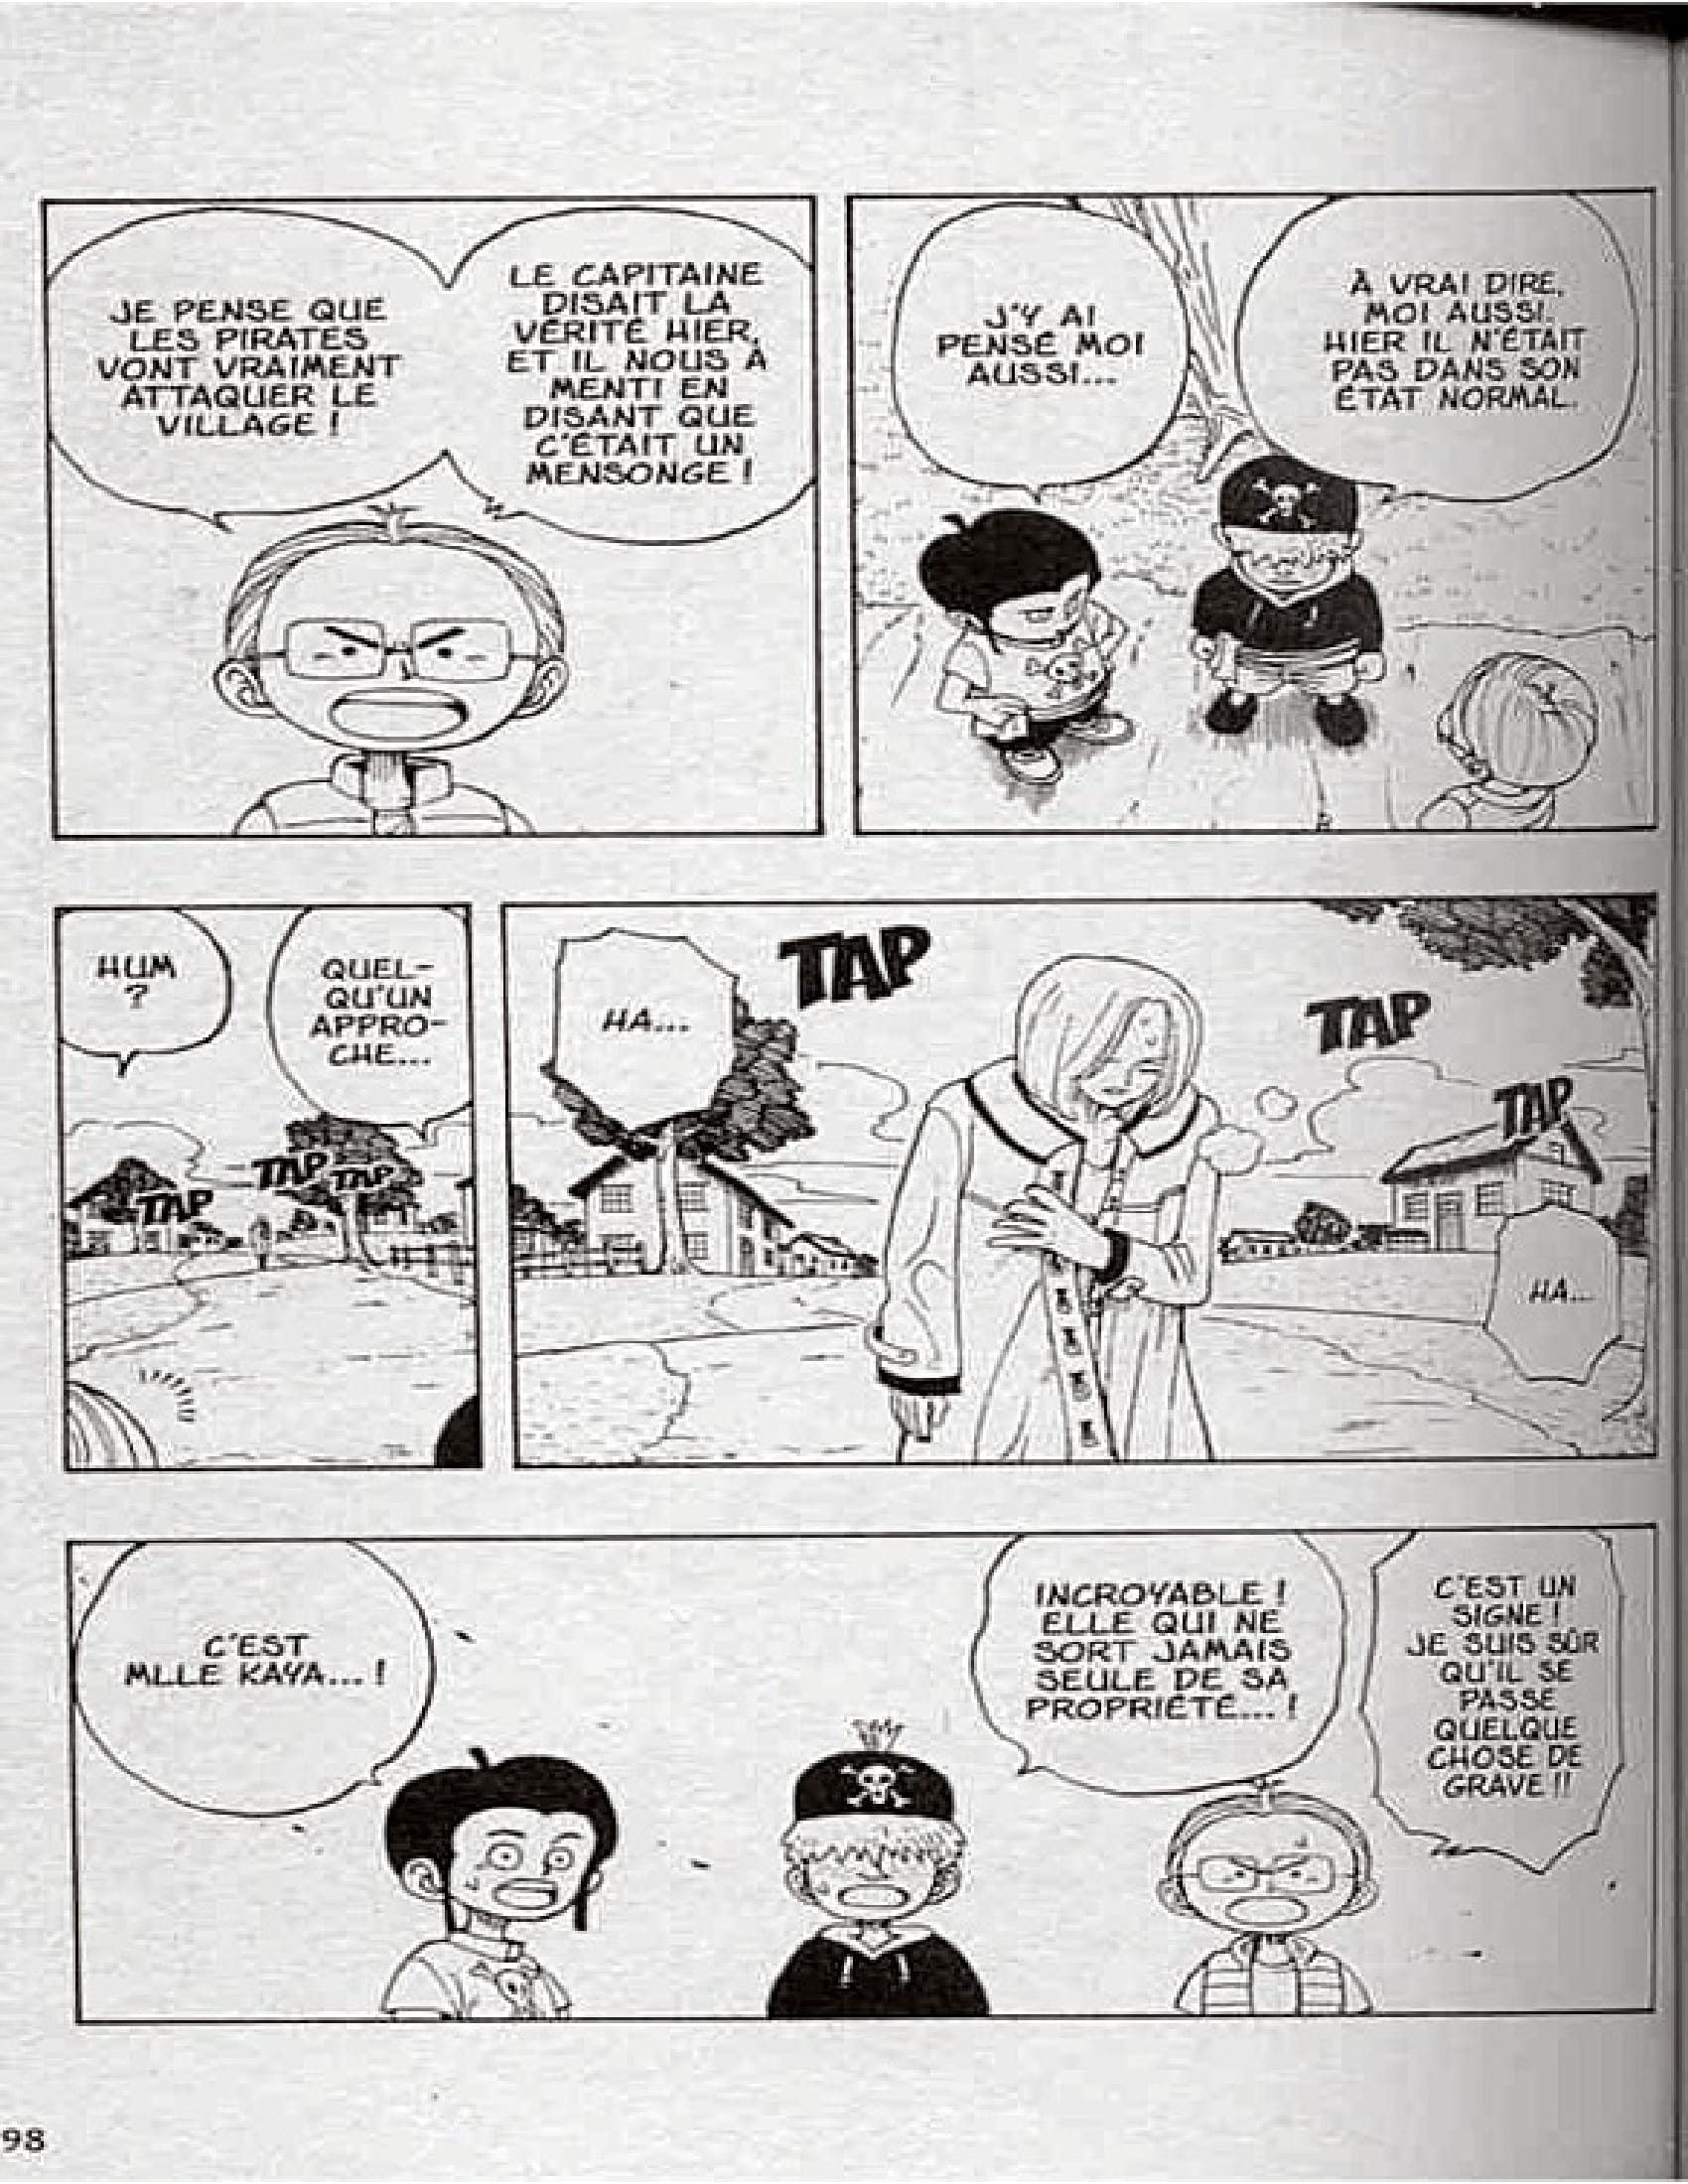 À VRAI DIRE,
MOI AUSSI.
HIER IL N'ÉTAIT
PAS DANS SON
ÉTAT NORMAL.
J'Y AI
PENSÉ MOI
AUSSI...
LE CAPITAINE
DISAIT LA
VÉRITÉ HIER,
ET IL NOUS À
MENTI EN
DISANT QUE
C'ÉTAIT UN
MENSONGE !
JE PENSE QUE
LES PIRATES
VONT VRAIMENT
ATTAQUER LE
VILLAGE !
TAP
TAP
HA...
TAP
HA...
QUEL-
QU'UN
APPRO-
CHE...
HUM
?
TAP
TAP
TAP
C'EST UN
SIGNE !
JE SUIS SÛR
QU'IL SE
PASSE
QUELQUE
CHOSE DE
GRAVE !!
INCROYABLE !
ELLE QUI NE
SORT JAMAIS
SEULE DE SA
PROPRIÉTÉ... !
C'EST
MLLE KAYA... !
98